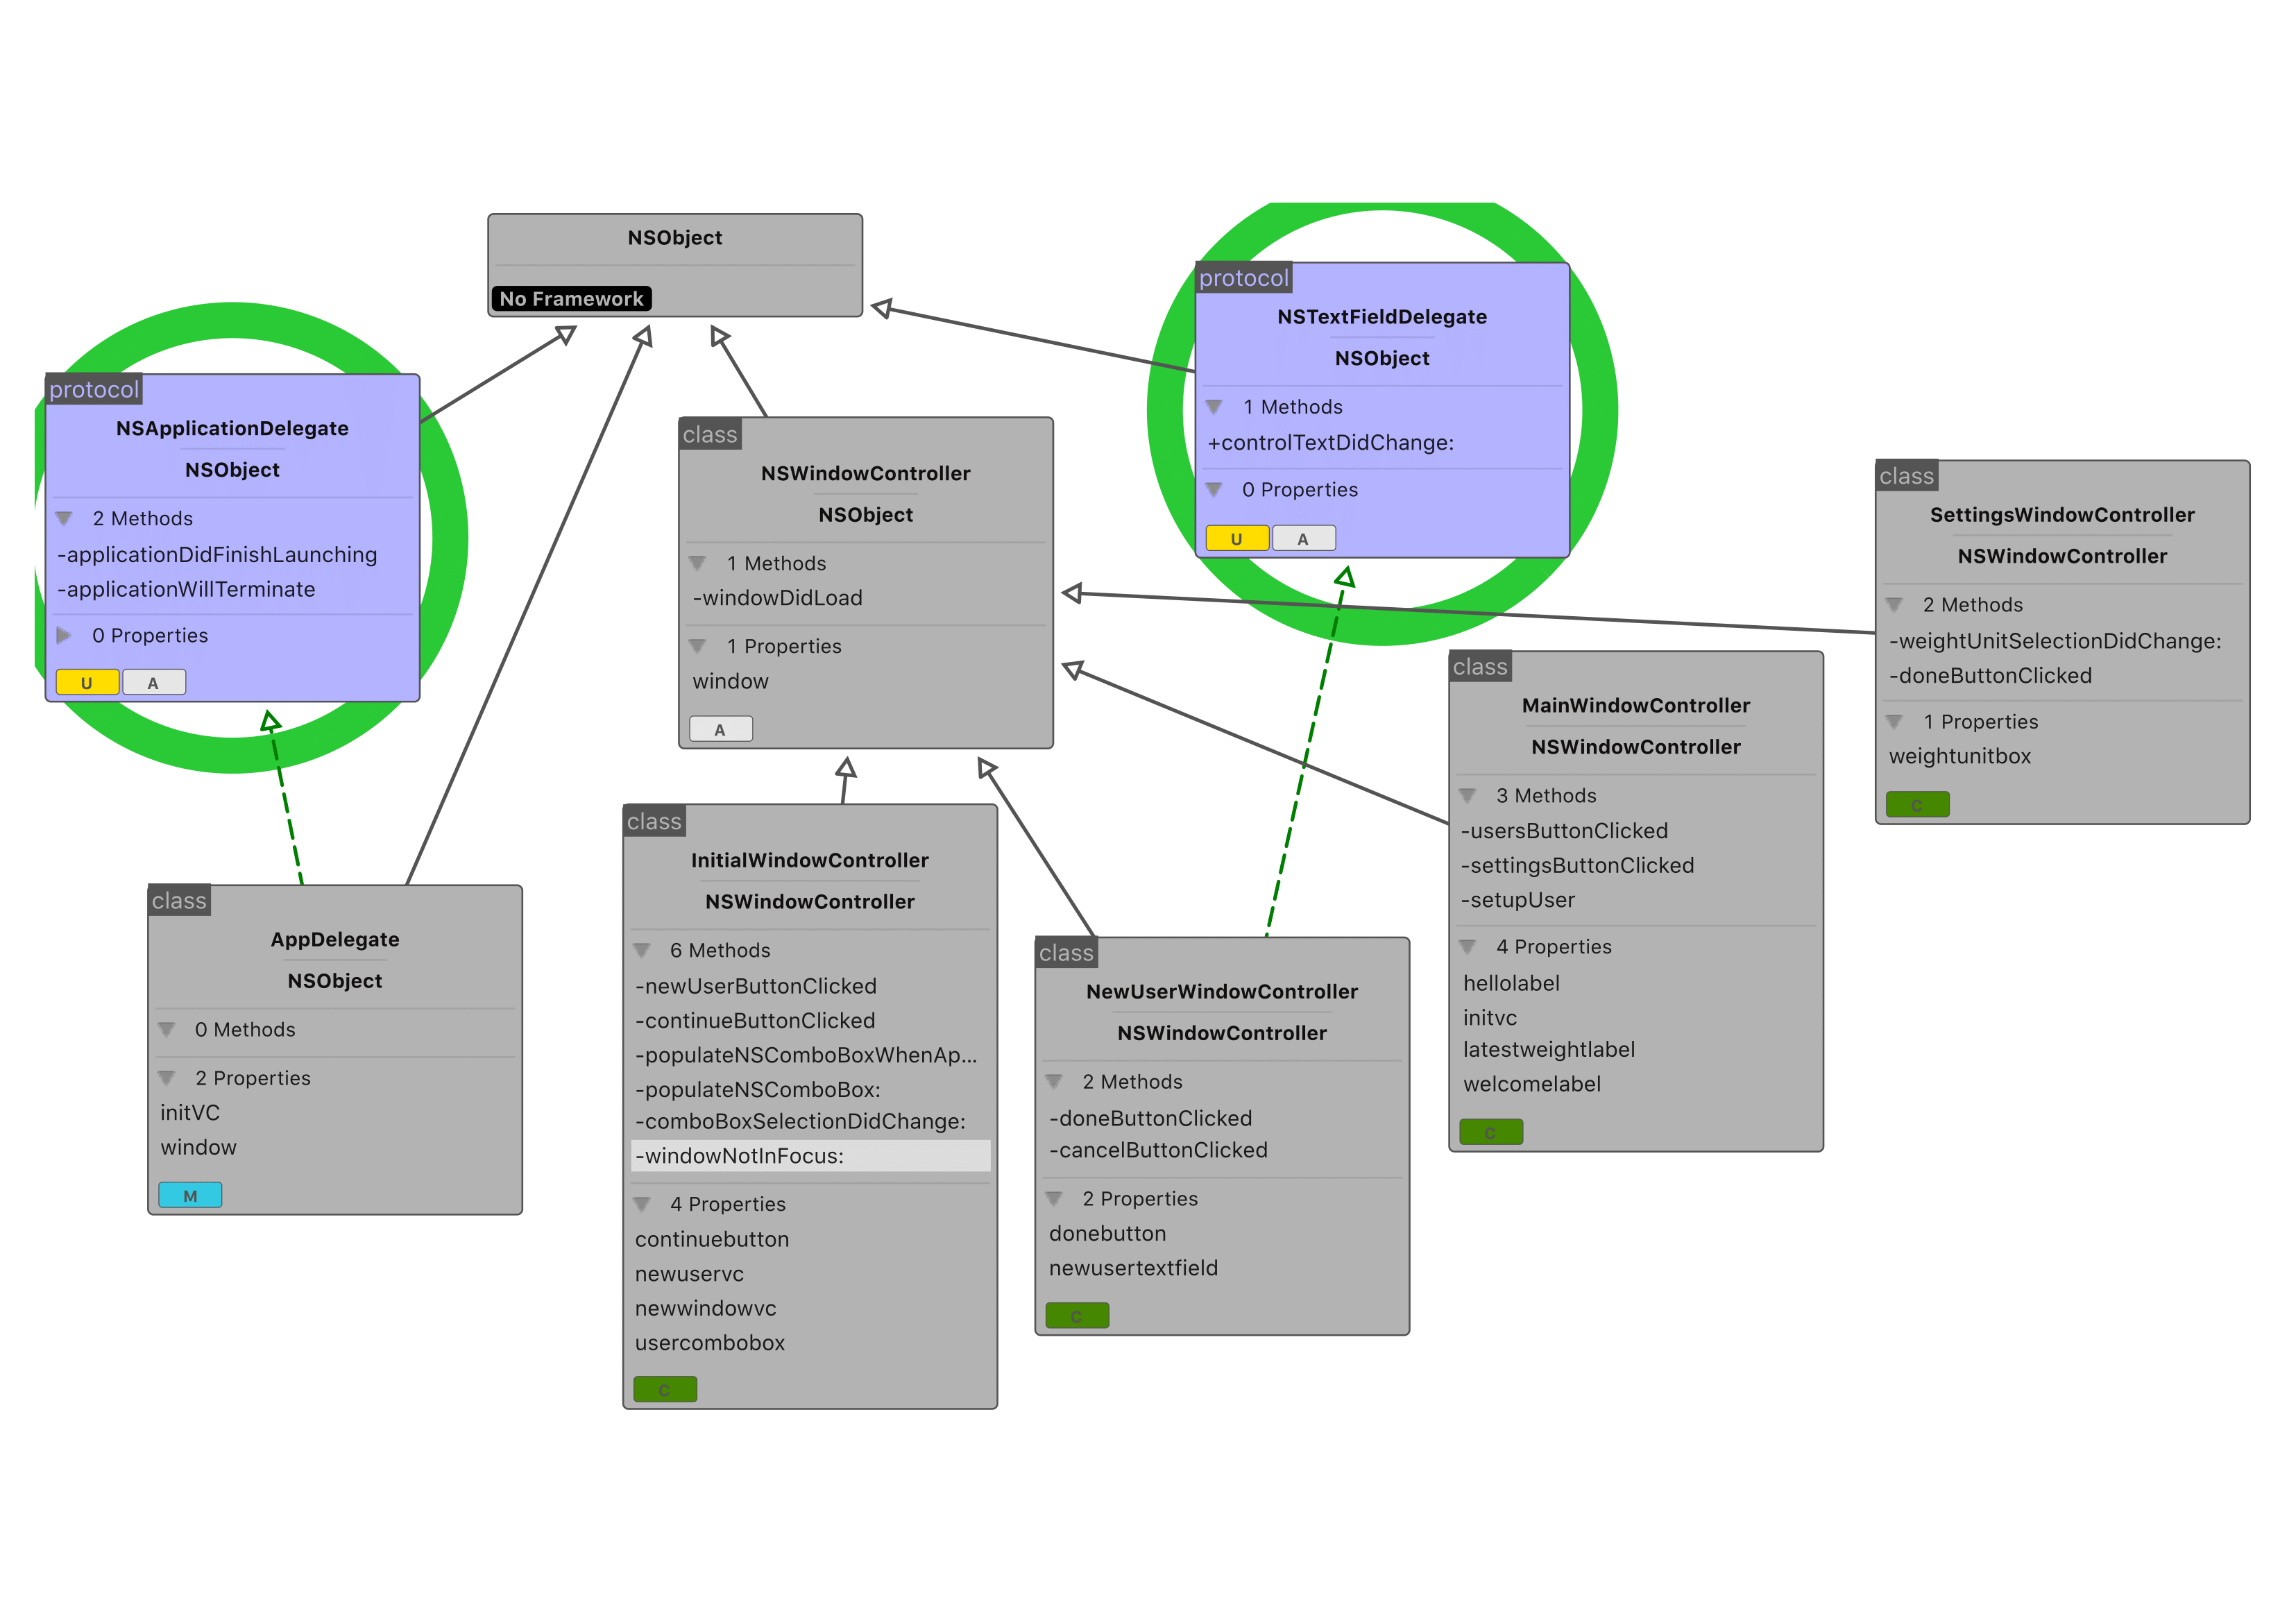 NSObject
No Framework
protocol
NSApplicationDelegate
NSObject
2 Methods
-applicationDidFinishLaunching
-applicationWillTerminate
0 Properties
U
A
class
NSWindowController
NSObject
1 Methods
-windowDidLoad
1 Properties
window
A
protocol
NSTextFieldDelegate
NSObject
1 Methods
+controlTextDidChange:
0 Properties
U
A
class
SettingsWindowController
NSWindowController
2 Methods
-weightUnitSelectionDidChange:
-doneButtonClicked
1 Properties
weightunitbox
C
class
AppDelegate
NSObject
0 Methods
2 Properties
initVC
window
M
class
InitialWindowController
NSWindowController
6 Methods
-newUserButtonClicked
-continueButtonClicked
-populateNSComboBoxWhenAp...
-populateNSComboBox:
-comboBoxSelectionDidChange:
-windowNotInFocus:
4 Properties
continuebutton
newuservc
newwindowvc
usercombobox
C
class
NewUserWindowController
NSWindowController
2 Methods
-doneButtonClicked
-cancelButtonClicked
2 Properties
donebutton
newusertextfield
C
class
MainWindowController
NSWindowController
3 Methods
-usersButtonClicked
-settingsButtonClicked
-setupUser
4 Properties
hellolabel
initvc
latestweightlabel
welcomelabel
C